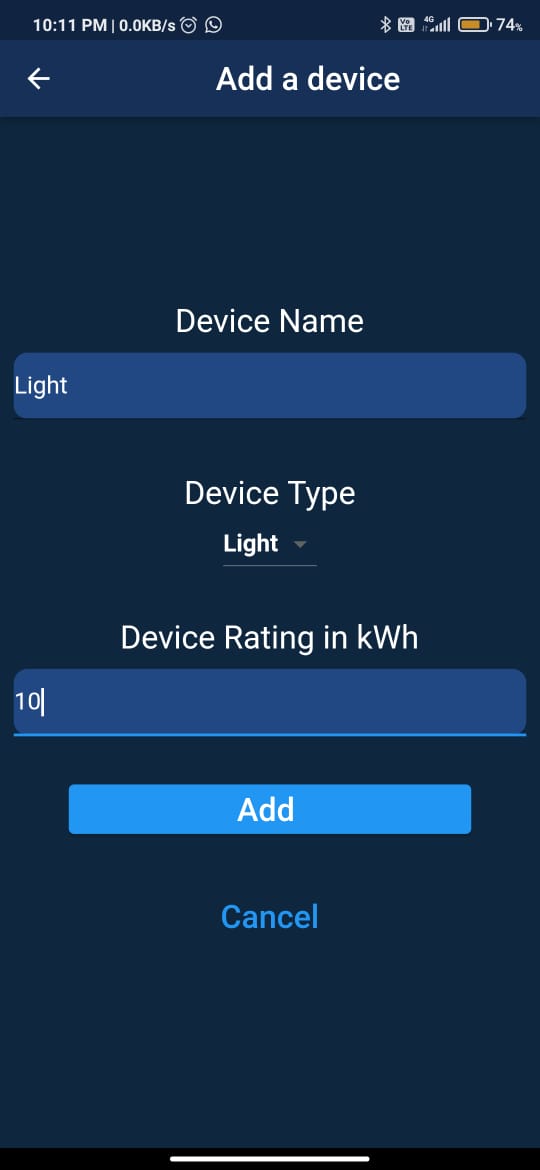 10:11 PM | 0.0KB/s Vo LTE 4G 74%
Add a device
Device Name
Light
Device Type
Light
Device Rating in kWh
10
Add
Cancel